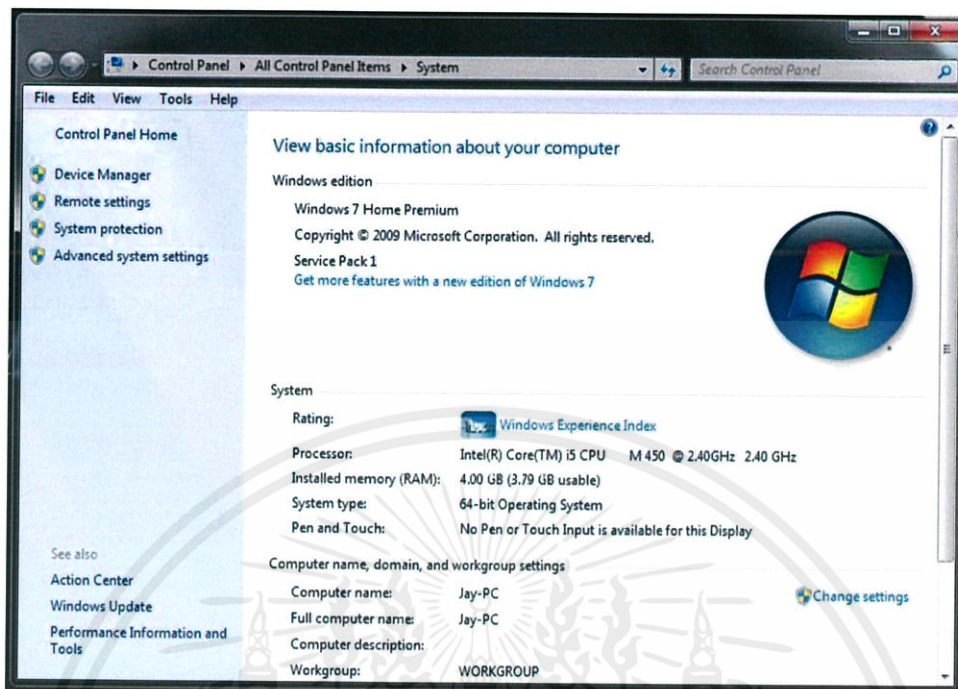 Control Panel ▸ All Control Panel Items ▸ System
Search Control Panel
File Edit View Tools Help
Control Panel Home
Device Manager
Remote settings
System protection
Advanced system settings
See also
Action Center
Windows Update
Performance Information and
Tools
View basic information about your computer
Windows edition
Windows 7 Home Premium
Copyright © 2009 Microsoft Corporation. All rights reserved.
Service Pack 1
Get more features with a new edition of Windows 7
System
Rating: Windows Experience Index
Processor: Intel(R) Core(TM) i5 CPU M 450 @ 2.40GHz 2.40 GHz
Installed memory (RAM): 4.00 GB (3.79 GB usable)
System type: 64-bit Operating System
Pen and Touch: No Pen or Touch Input is available for this Display
Computer name, domain, and workgroup settings
Computer name: Jay-PC
Change settings
Full computer name: Jay-PC
Computer description:
Workgroup: WORKGROUP